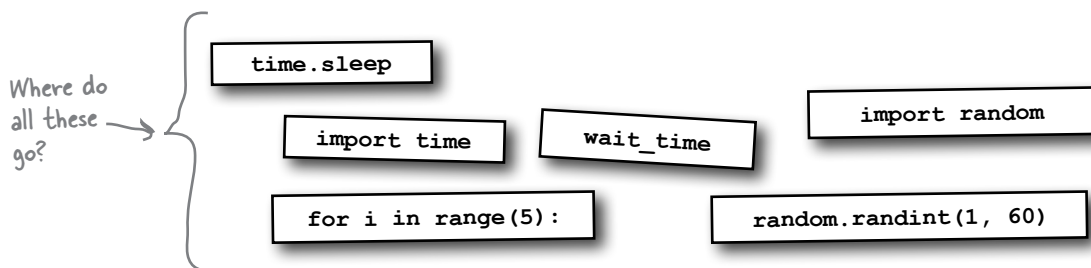 Where do
all these
go?
time.sleep
import time
wait_time
import random
for i in range(5):
random.randint(1, 60)